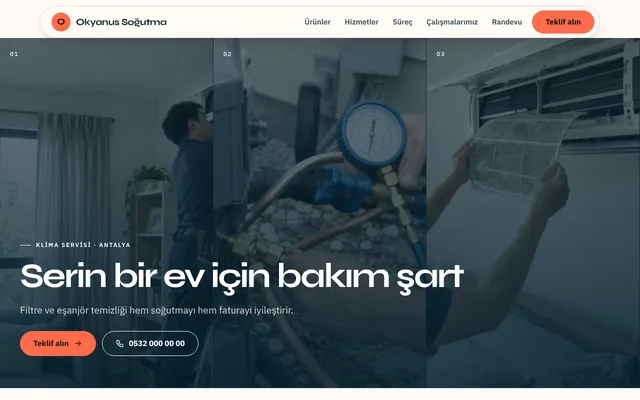 O Okyanus Soğutma
Ürünler Hizmetler Süreç Çalışmalarımız Randevu Teklif alın
01 02 03
KLİMA SERVİSİ · ANTALYA
Serin bir ev için bakım şart
Filtre ve eşanjör temizliği hem soğutmayı hem faturayı iyileştirir.
Teklif alın → 0532 000 00 00